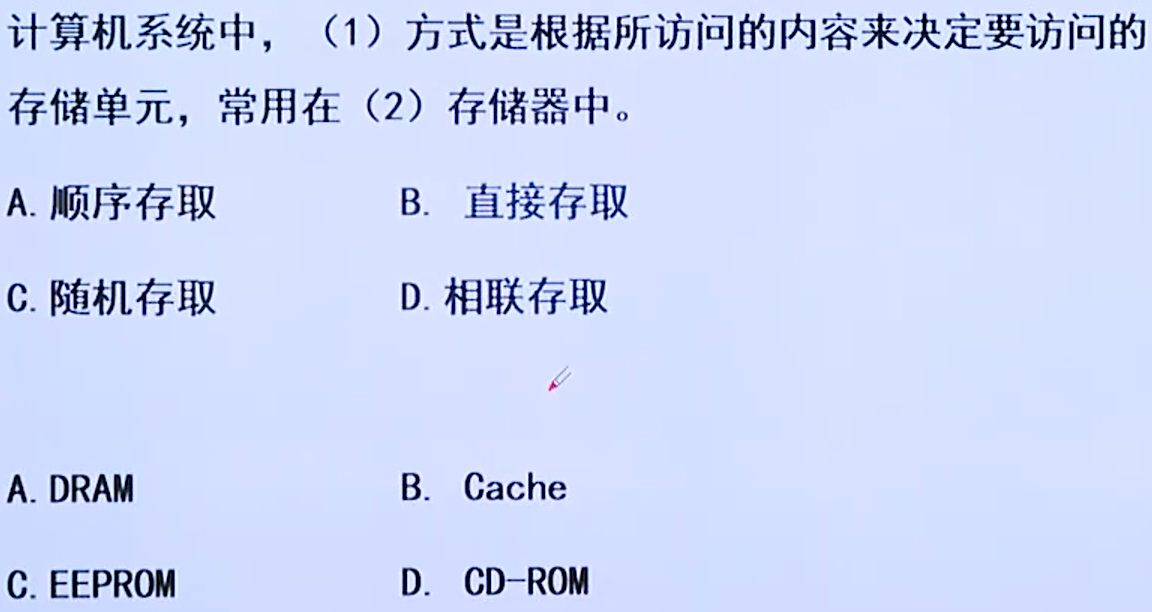 计算机系统中，（1）方式是根据所访问的内容来决定要访问的
存储单元，常用在（2）存储器中。
A. 顺序存取 B. 直接存取
C. 随机存取 D. 相联存取
A. DRAM B. Cache
C. EEPROM D. CD-ROM